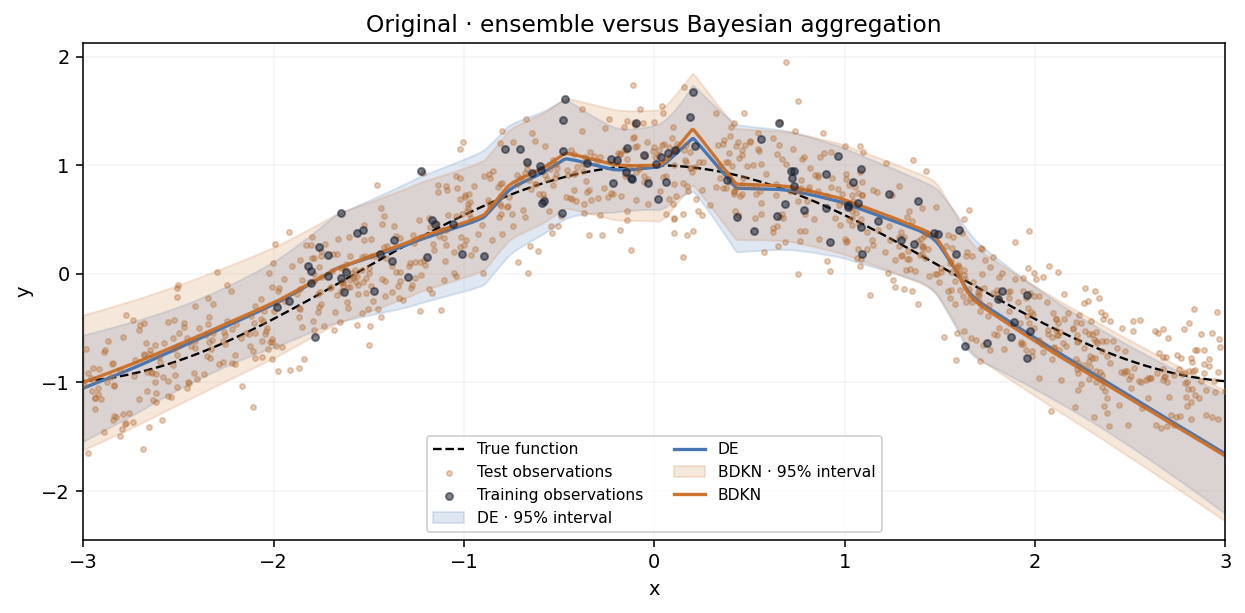 Original · ensemble versus Bayesian aggregation
y
2
1
0
−1
−2
True function
Test observations
Training observations
DE · 95% interval
DE
BDKN · 95% interval
BDKN
−3 −2 −1 0 1 2 3
x